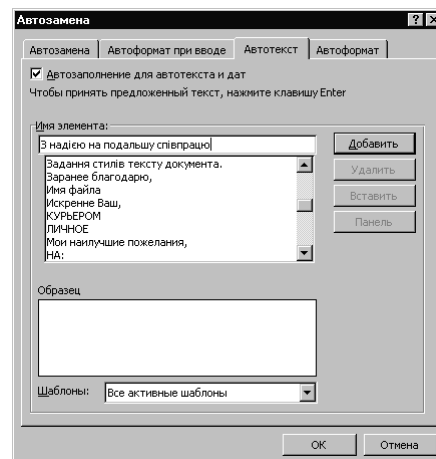 Автозамена
Автозамена Автоформат при вводе Автотекст Автоформат
Автозаполнение для автотекста и дат
Чтобы принять предложенный текст, нажмите клавишу Enter
Имя элемента:
З надією на подальшу співпрацю
Добавить
Задання стилів тексту документа.
Заранее благодарю,
Удалить
Имя файла
Искренне Ваш,
Вставить
КУРЬЕРОМ
ЛИЧНОЕ
Панель
Мои наилучшие пожелания,
НА:
Образец
Шаблоны: Все активные шаблоны
ОК Отмена